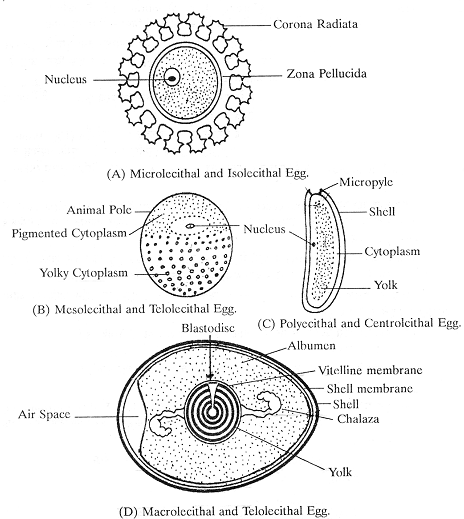 Corona Radiata
Nucleus
Zona Pellucida
(A) Microlecithal and Isolecithal Egg.
Micropyle
Animal Pole
Shell
Pigmented Cytoplasm
Nucleus
Cytoplasm
Yolky Cytoplasm
Yolk
(B) Mesolecithal and Telolecithal Egg.
(C) Polyecithal and Centrolcithal Egg.
Blastodisc
Albumen
Vitelline membrane
Shell membrane
Shell
Air Space
Chalaza
Yolk
(D) Macrolecithal and Telolecithal Egg.